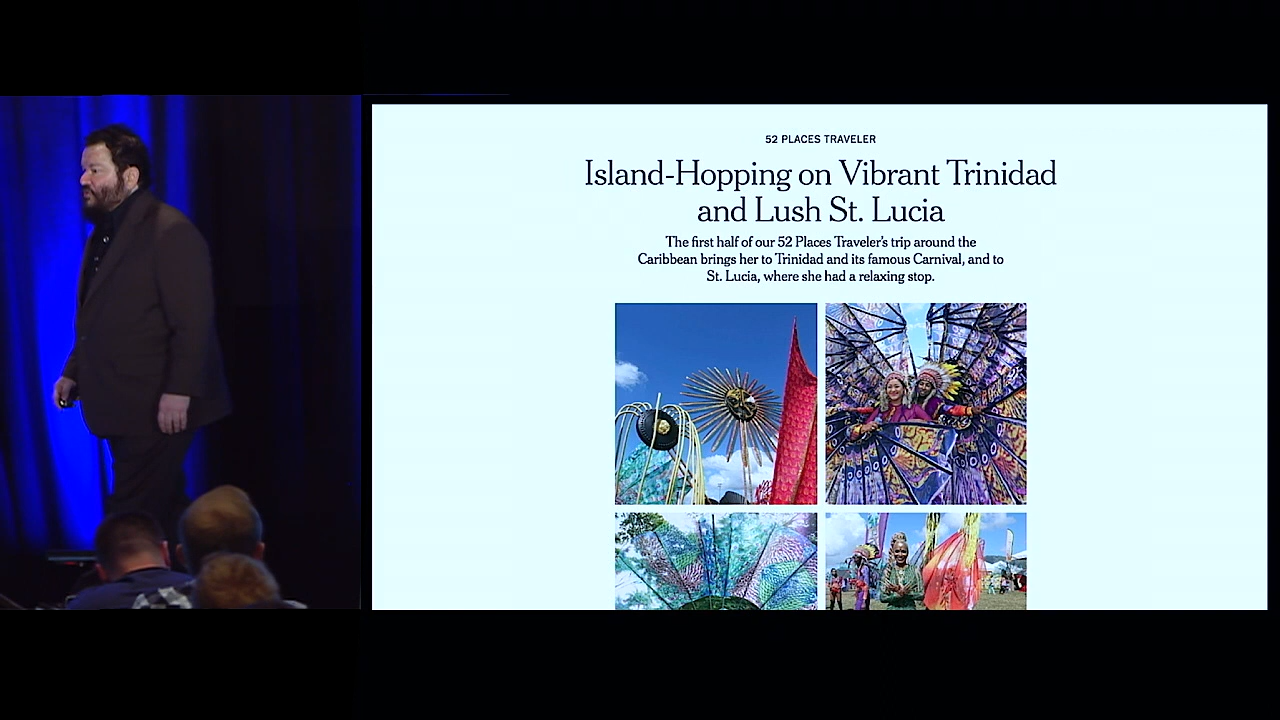 52 PLACES TRAVELER
Island-Hopping on Vibrant Trinidad
and Lush St. Lucia
The first half of our 52 Places Traveler's trip around the
Caribbean brings her to Trinidad and its famous Carnival, and to
St. Lucia, where she had a relaxing stop.